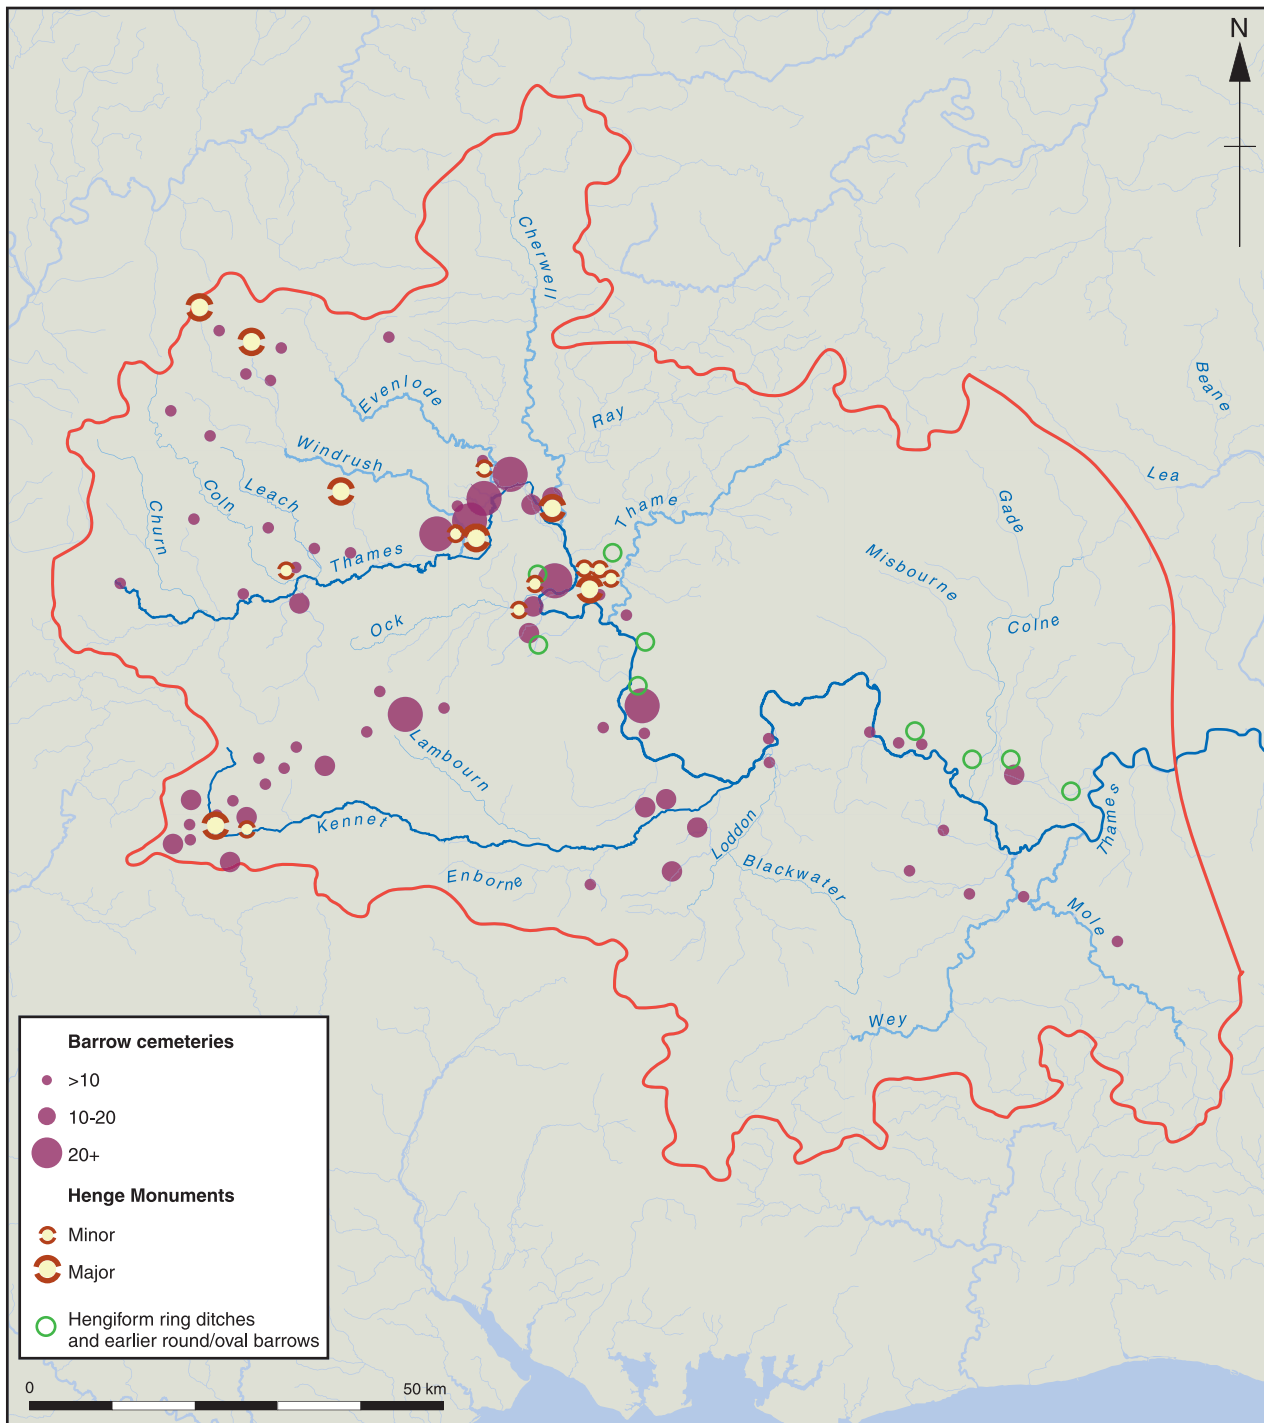 N
Cherwell
Beane
Evenlode
Ray
Windrush
Lea
Leach
Coln
Gade
Churn
Thame
Thames
Misbourne
Ock
Colne
Lambourn
Thames
Kennet
Loddon
Blackwater
Enborne
Mole
Wey
Barrow cemeteries
>10
10-20
20+
Henge Monuments
Minor
Major
Hengiform ring ditches
and earlier round/oval barrows
0
50 km